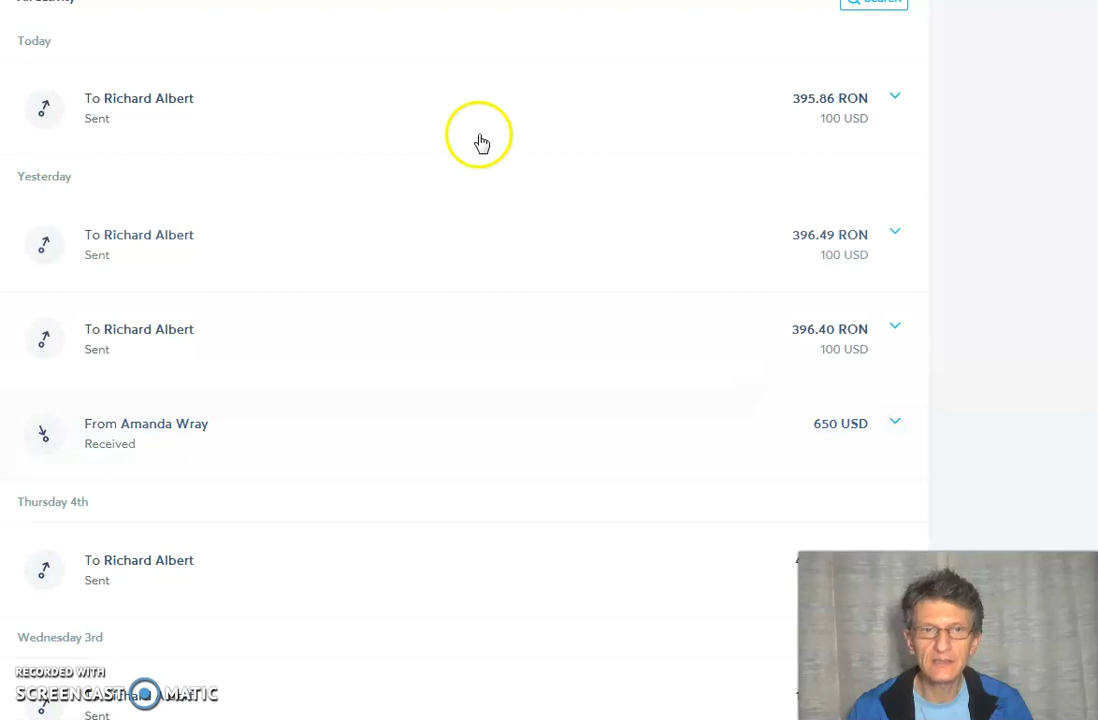 Today
To Richard Albert
395.86 RON
Sent
100 USD
Yesterday
To Richard Albert
396.49 RON
Sent
100 USD
To Richard Albert
396.40 RON
Sent
100 USD
From Amanda Wray
650 USD
Received
Thursday 4th
To Richard Albert
Sent
Wednesday 3rd
RECORDED WITH
SCREENCAST MATIC
Sent